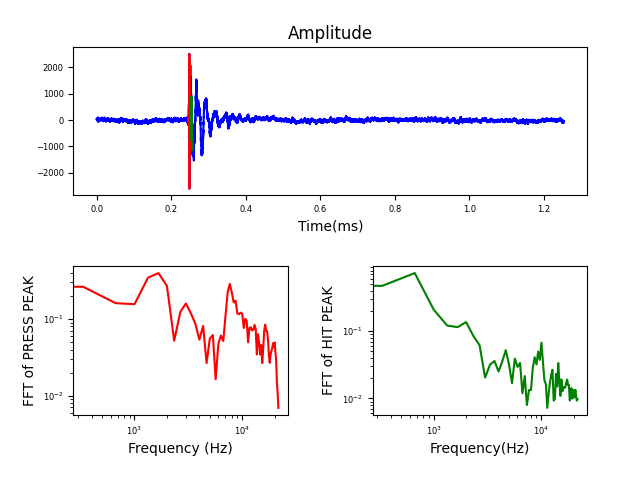 Amplitude
2000
1000
0
−1000
−2000
0.0 0.2 0.4 0.6 0.8 1.0 1.2
Time(ms)
FFT of PRESS PEAK
10⁻¹
10⁻²
10³ 10⁴
Frequency (Hz)
FFT of HIT PEAK
10⁻¹
10⁻²
10³ 10⁴
Frequency(Hz)